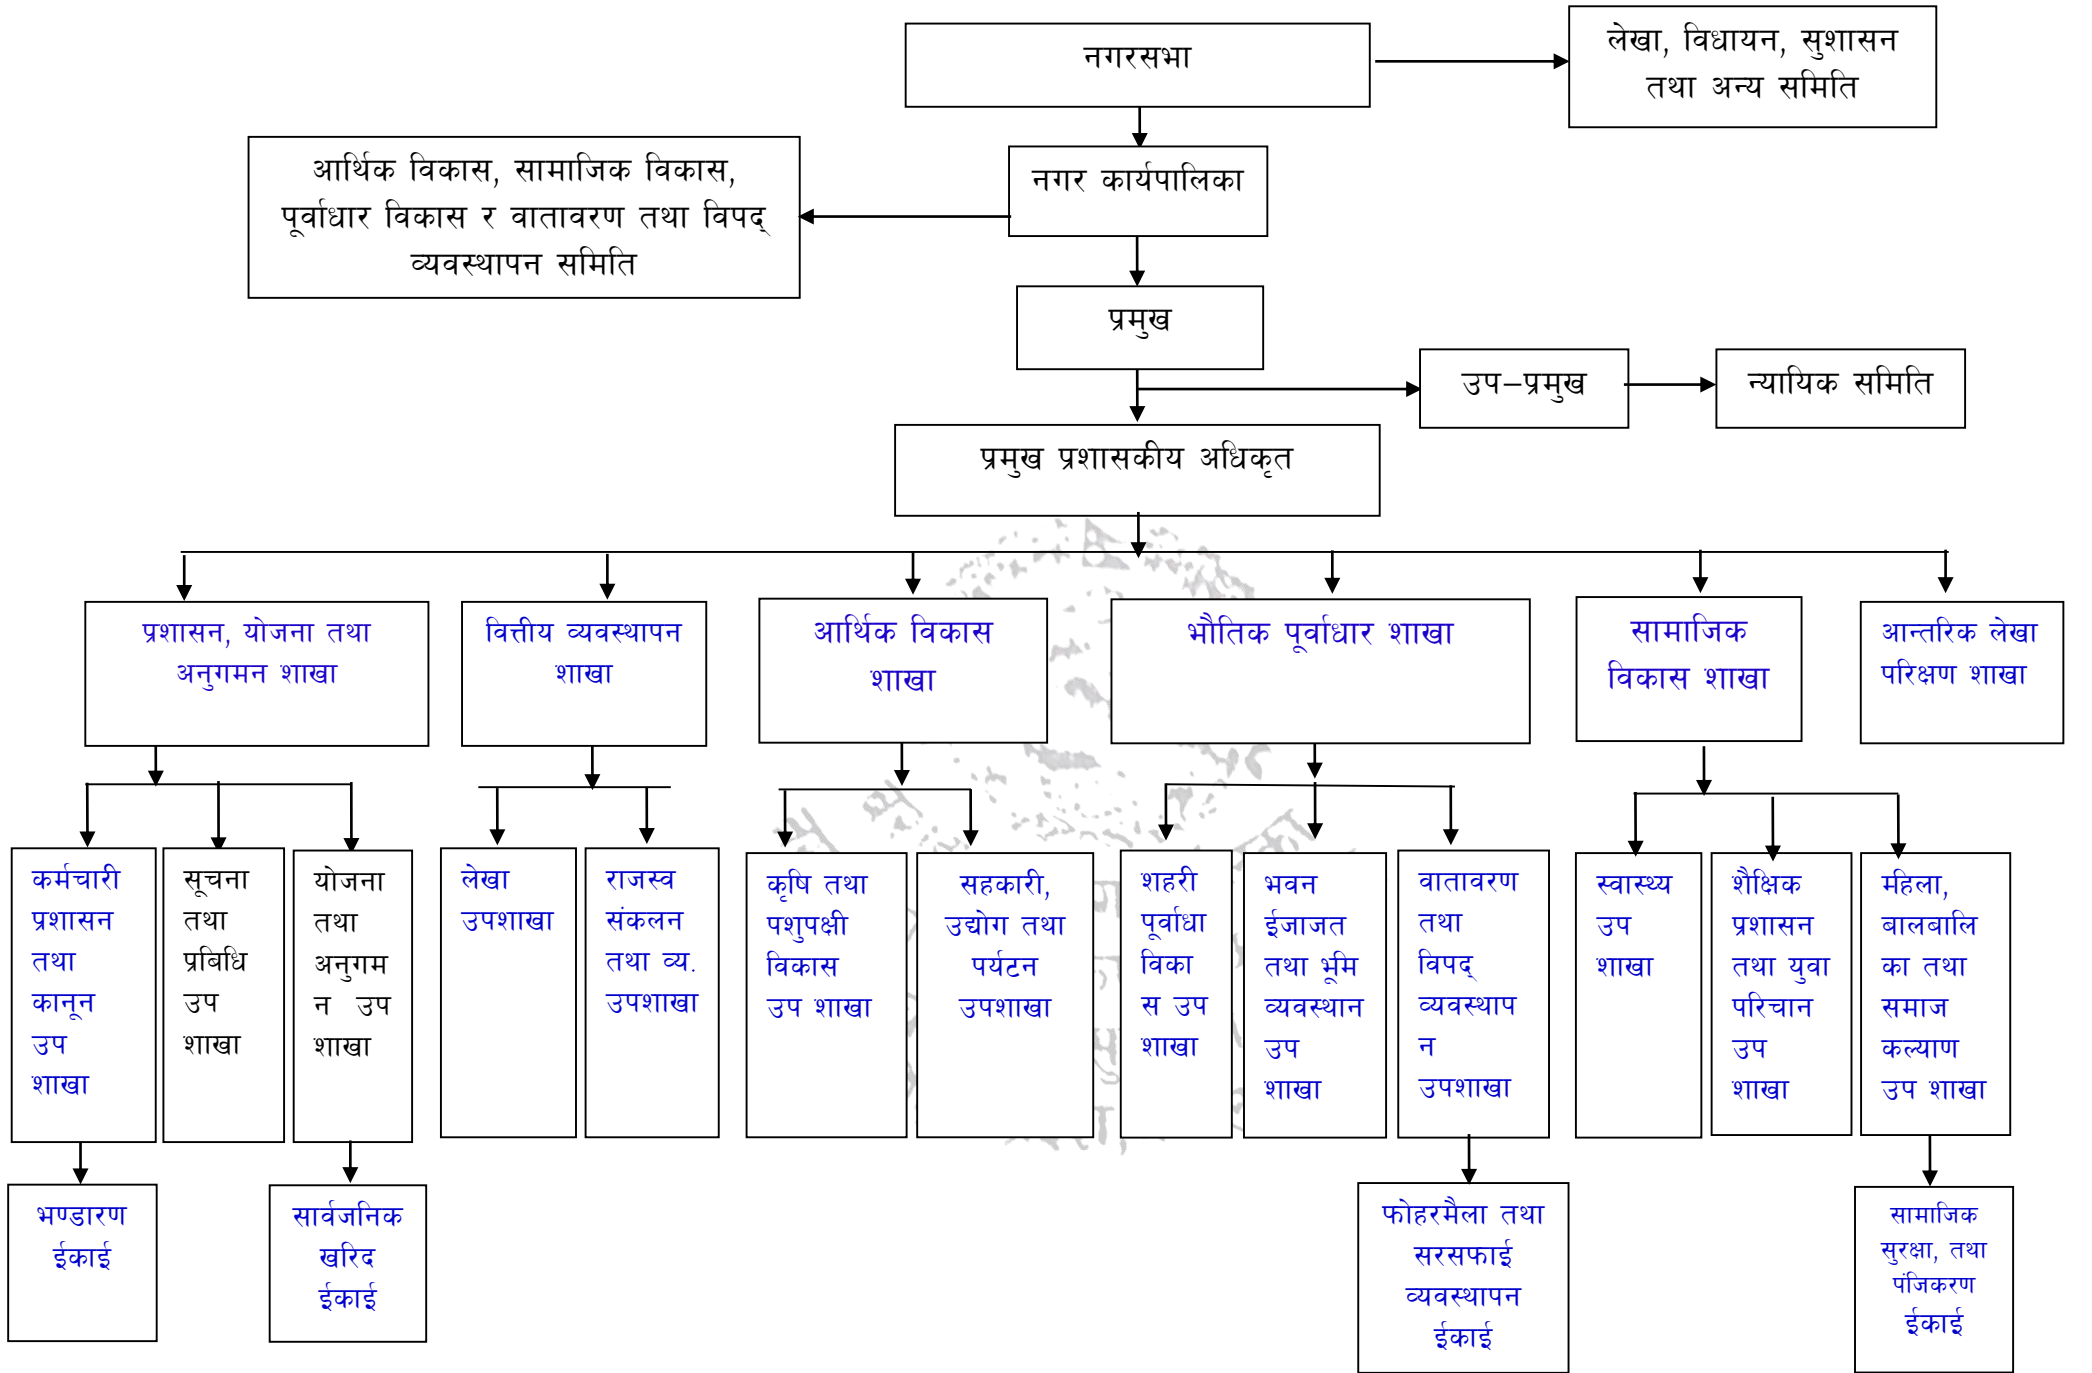 नगरसभा
लेखा, विधायन, सुशासन
तथा अन्य समिति
आर्थिक विकास, सामाजिक विकास,
पूर्वाधार विकास र वातावरण तथा विपद्
व्यवस्थापन समिति
नगर कार्यपालिका
प्रमुख
उप–प्रमुख
न्यायिक समिति
प्रमुख प्रशासकीय अधिकृत
प्रशासन, योजना तथा
अनुगमन शाखा
वित्तीय व्यवस्थापन
शाखा
आर्थिक विकास
शाखा
भौतिक पूर्वाधार शाखा
सामाजिक
विकास शाखा
आन्तरिक लेखा
परिक्षण शाखा
कर्मचारी
प्रशासन
तथा
कानून
उप
शाखा
सूचना
तथा
प्रबिधि
उप
शाखा
योजना
तथा
अनुगम
न उप
शाखा
लेखा
उपशाखा
राजस्व
संकलन
तथा व्य.
उपशाखा
कृषि तथा
पशुपक्षी
विकास
उप शाखा
सहकारी,
उद्योग तथा
पर्यटन
उपशाखा
शहरी
पूर्वाधा
विका
स उप
शाखा
भवन
ईजाजत
तथा भूमि
व्यवस्थान
उप
शाखा
वातावरण
तथा
विपद्
व्यवस्थाप
न
उपशाखा
स्वास्थ्य
उप
शाखा
शैक्षिक
प्रशासन
तथा युवा
परिचान
उप
शाखा
महिला,
बालबालि
का तथा
समाज
कल्याण
उप शाखा
भण्डारण
ईकाई
सार्वजनिक
खरिद
ईकाई
फोहरमैला तथा
सरसफाई
व्यवस्थापन
ईकाई
सामाजिक
सुरक्षा, तथा
पंजिकरण
ईकाई